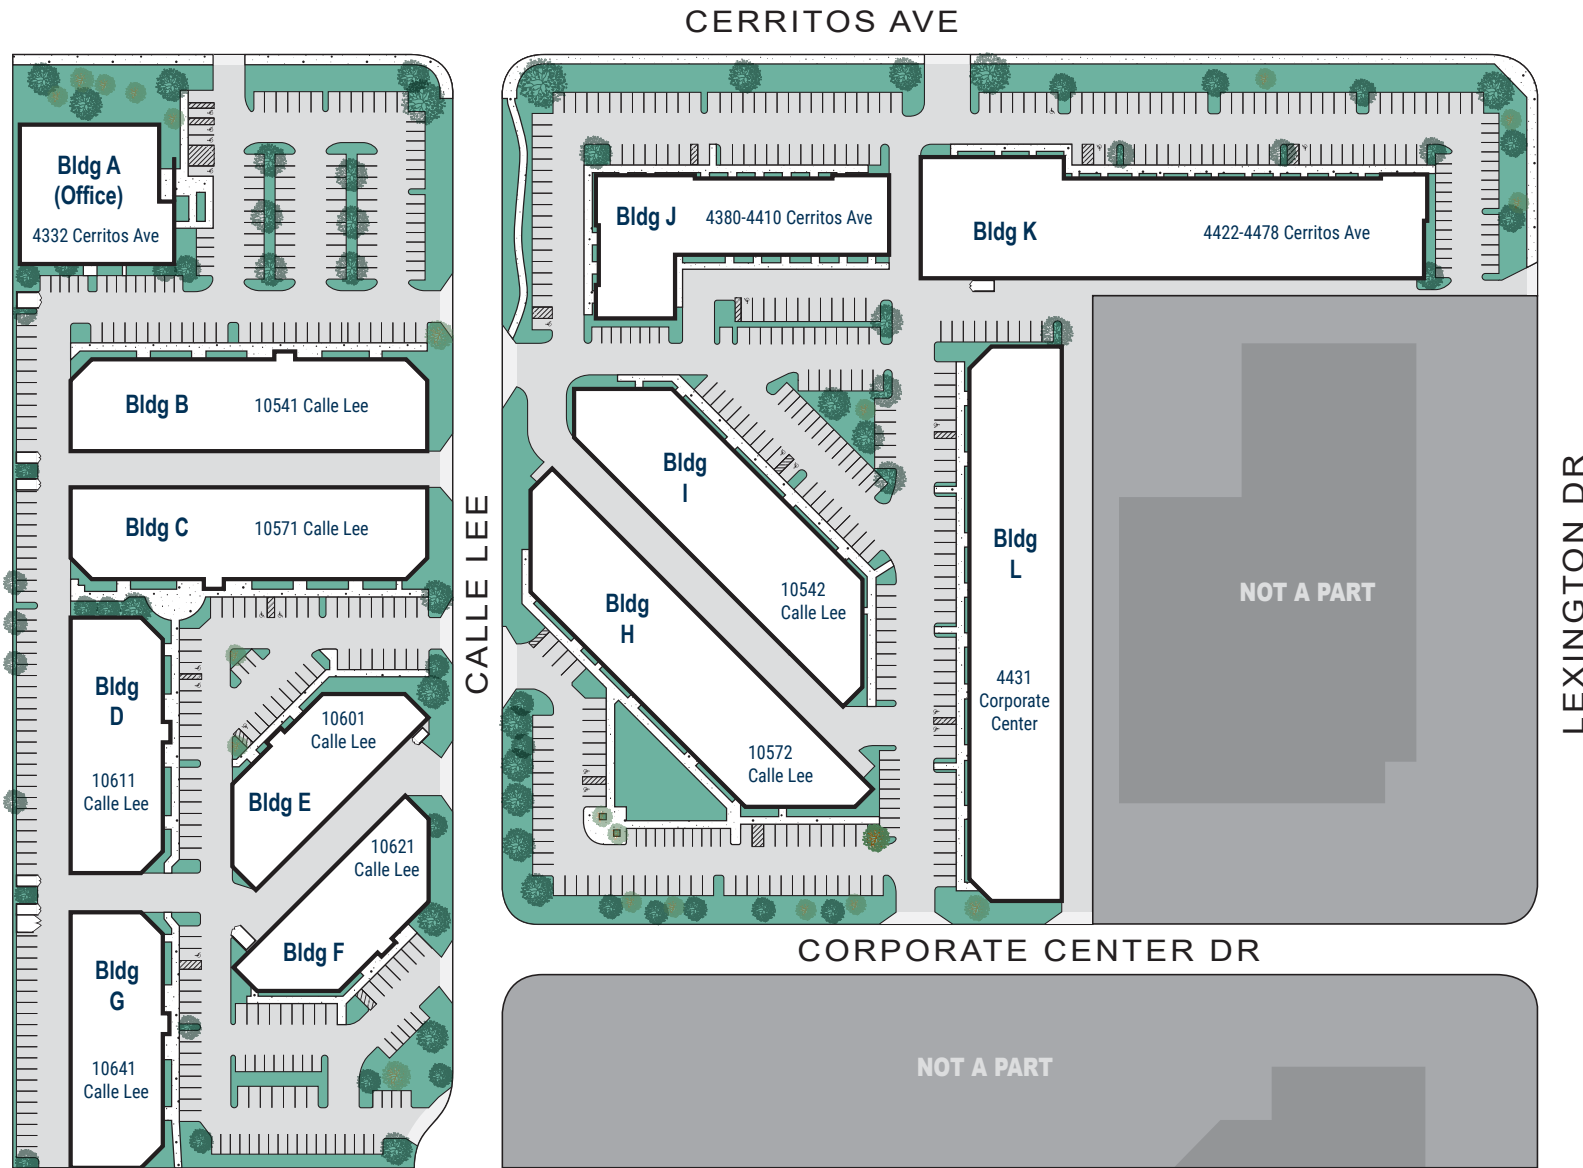 CERRITOS AVE
Bldg A
(Office)
4332 Cerritos Ave
Bldg B
10541 Calle Lee
Bldg C
10571 Calle Lee
Bldg
D
10611
Calle Lee
10601
Calle Lee
Bldg E
10621
Calle Lee
Bldg F
Bldg
G
10641
Calle Lee
CALLE LEE
Bldg J
4380-4410 Cerritos Ave
Bldg K
4422-4478 Cerritos Ave
Bldg
I
10542
Calle Lee
Bldg
H
10572
Calle Lee
Bldg
L
4431
Corporate
Center
NOT A PART
LEXINGTON DR
CORPORATE CENTER DR
NOT A PART